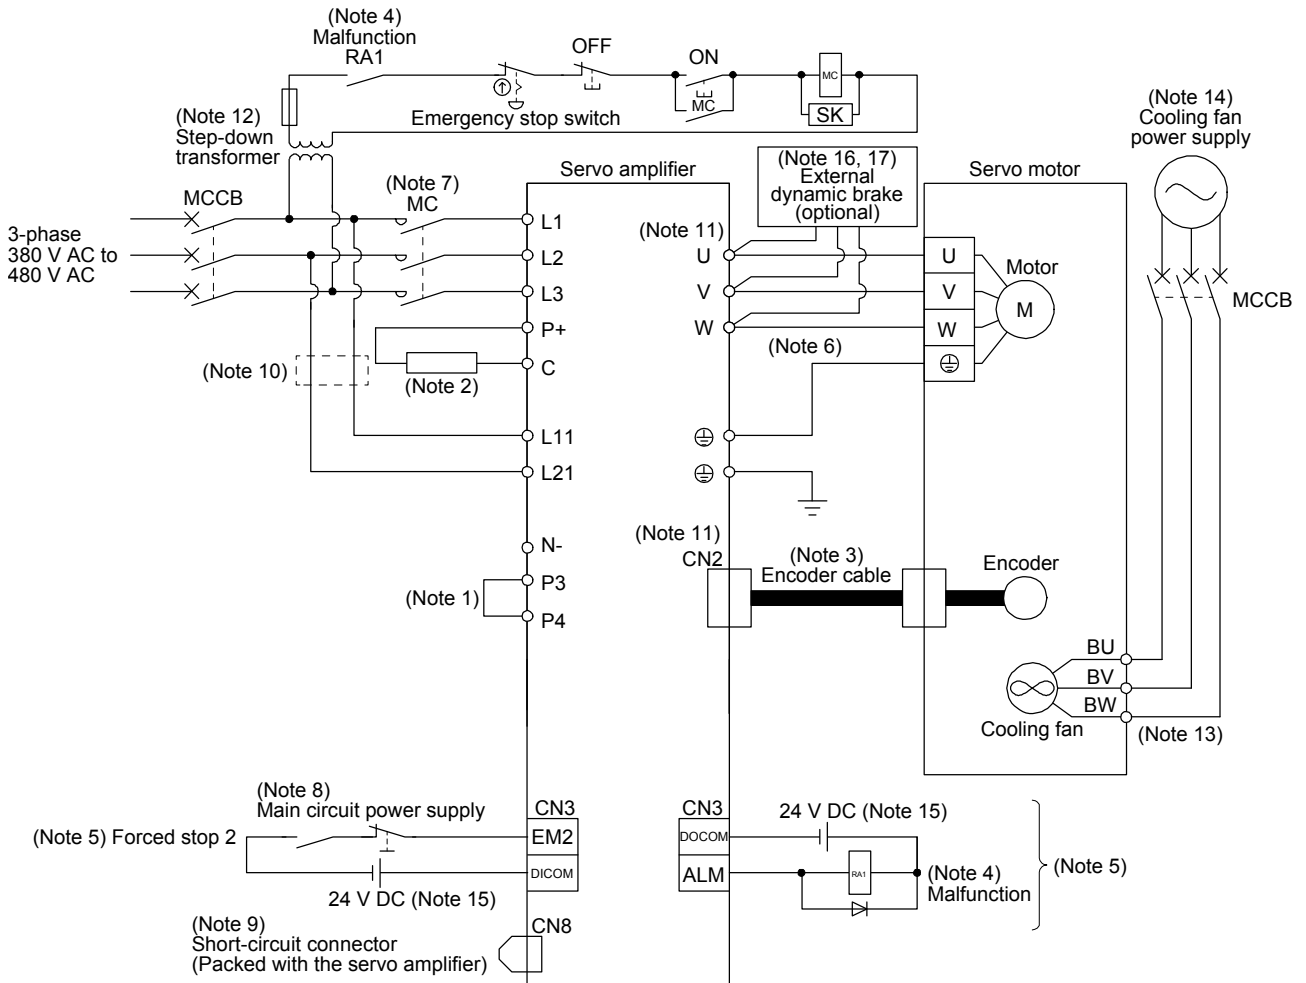 (Note 4)
Malfunction
RA1
OFF
ON
MC
MC
SK
Emergency stop switch
(Note 12)
Step-down
transformer
(Note 14)
Cooling fan
power supply
(Note 16, 17)
External
dynamic brake
(optional)
Servo amplifier
Servo motor
MCCB
(Note 7)
MC
3-phase
380 V AC to
480 V AC
L1
L2
L3
P+
C
(Note 11)
U
V
W
U
V
W
Motor
M
MCCB
(Note 6)
(Note 10)
(Note 2)
L11
L21
N-
P3
P4
(Note 1)
(Note 11)
CN2
(Note 3)
Encoder cable
Encoder
BU
BV
BW
Cooling fan
(Note 13)
(Note 8)
Main circuit power supply
(Note 5) Forced stop 2
CN3
EM2
DICOM
24 V DC (Note 15)
CN3
DOCOM
ALM
24 V DC (Note 15)
RA1
(Note 4)
Malfunction
(Note 5)
(Note 9)
Short-circuit connector
(Packed with the servo amplifier)
CN8